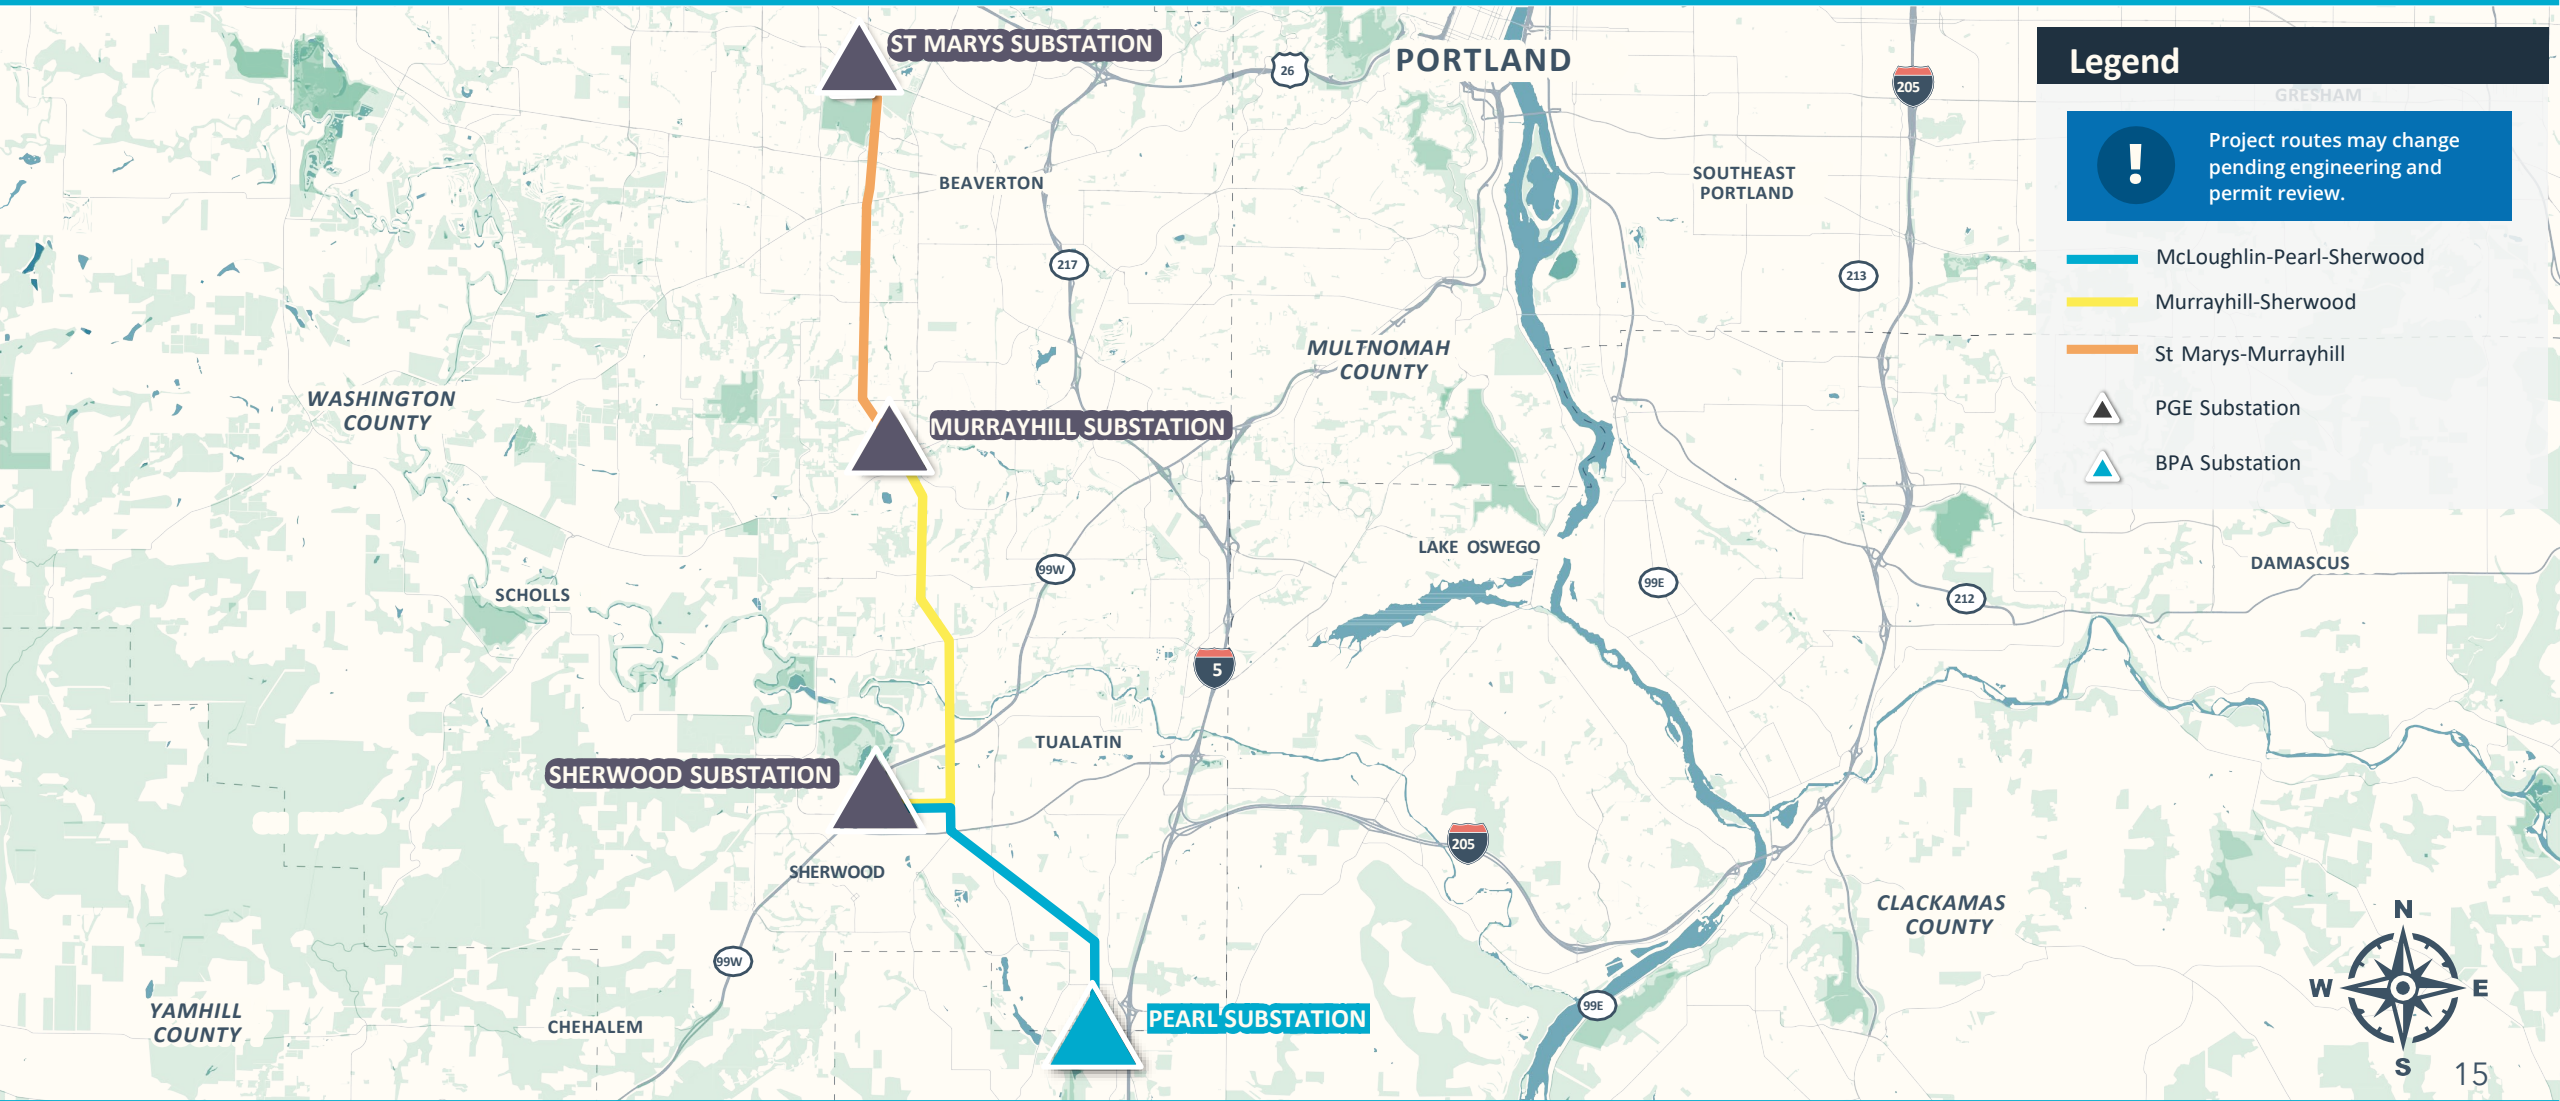 ST MARYS SUBSTATION
26
PORTLAND
205
Legend
GRESHAM
Project routes may change
pending engineering and
permit review.
!
BEAVERTON
SOUTHEAST
PORTLAND
217
213
McLoughlin-Pearl-Sherwood
Murrayhill-Sherwood
St Marys-Murrayhill
PGE Substation
BPA Substation
MULTNOMAH
COUNTY
WASHINGTON
COUNTY
MURRAYHILL SUBSTATION
LAKE OSWEGO
DAMASCUS
99W
99E
212
SCHOLLS
5
TUALATIN
SHERWOOD SUBSTATION
205
SHERWOOD
CLACKAMAS
COUNTY
99W
99E
YAMHILL
COUNTY
CHEHALEM
PEARL SUBSTATION
N
W
E
S
15